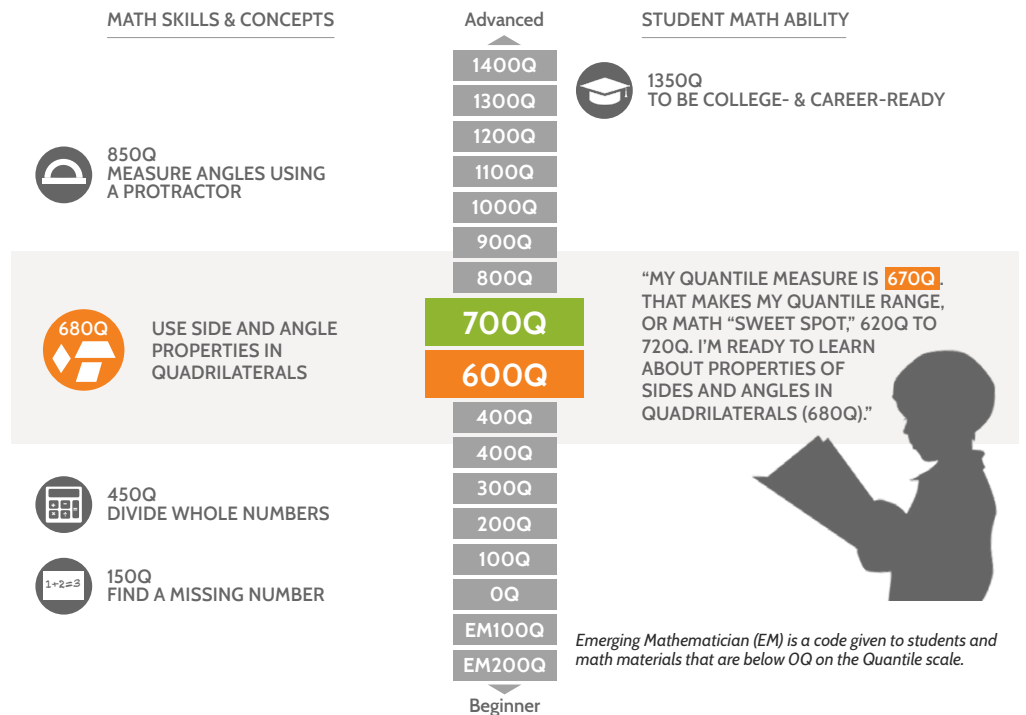 MATH SKILLS & CONCEPTS
850Q
MEASURE ANGLES USING
A PROTRACTOR
680Q
USE SIDE AND ANGLE
PROPERTIES IN
QUADRILATERALS
450Q
DIVIDE WHOLE NUMBERS
1+2=3
150Q
FIND A MISSING NUMBER
Advanced
1400Q
1300Q
1200Q
1100Q
1000Q
900Q
800Q
700Q
600Q
400Q
400Q
300Q
200Q
100Q
0Q
EM100Q
EM200Q
Beginner
STUDENT MATH ABILITY
1350Q
TO BE COLLEGE- & CAREER-READY
“MY QUANTILE MEASURE IS 670Q.
THAT MAKES MY QUANTILE RANGE,
OR MATH “SWEET SPOT,” 620Q TO
720Q. I’M READY TO LEARN
ABOUT PROPERTIES OF
SIDES AND ANGLES IN
QUADRILATERALS (680Q).”
Emerging Mathematician (EM) is a code given to students and
math materials that are below 0Q on the Quantile scale.